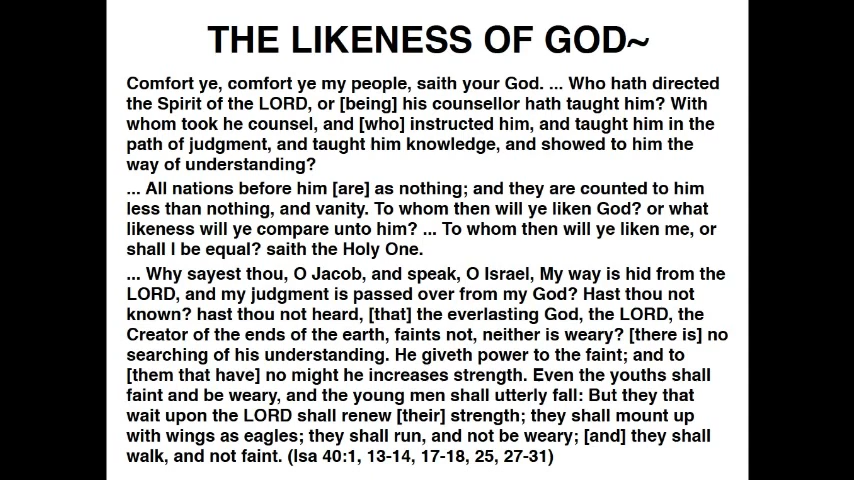 THE LIKENESS OF GOD~
Comfort ye, comfort ye my people, saith your God. ... Who hath directed
the Spirit of the LORD, or [being] his counsellor hath taught him? With
whom took he counsel, and [who] instructed him, and taught him in the
path of judgment, and taught him knowledge, and showed to him the
way of understanding?
... All nations before him [are] as nothing; and they are counted to him
less than nothing, and vanity. To whom then will ye liken God? or what
likeness will ye compare unto him? ... To whom then will ye liken me, or
shall I be equal? saith the Holy One.
... Why sayest thou, O Jacob, and speak, O Israel, My way is hid from the
LORD, and my judgment is passed over from my God? Hast thou not
known? hast thou not heard, [that] the everlasting God, the LORD, the
Creator of the ends of the earth, faints not, neither is weary? [there is] no
searching of his understanding. He giveth power to the faint; and to
[them that have] no might he increases strength. Even the youths shall
faint and be weary, and the young men shall utterly fall: But they that
wait upon the LORD shall renew [their] strength; they shall mount up
with wings as eagles; they shall run, and not be weary; [and] they shall
walk, and not faint. (Isa 40:1, 13-14, 17-18, 25, 27-31)